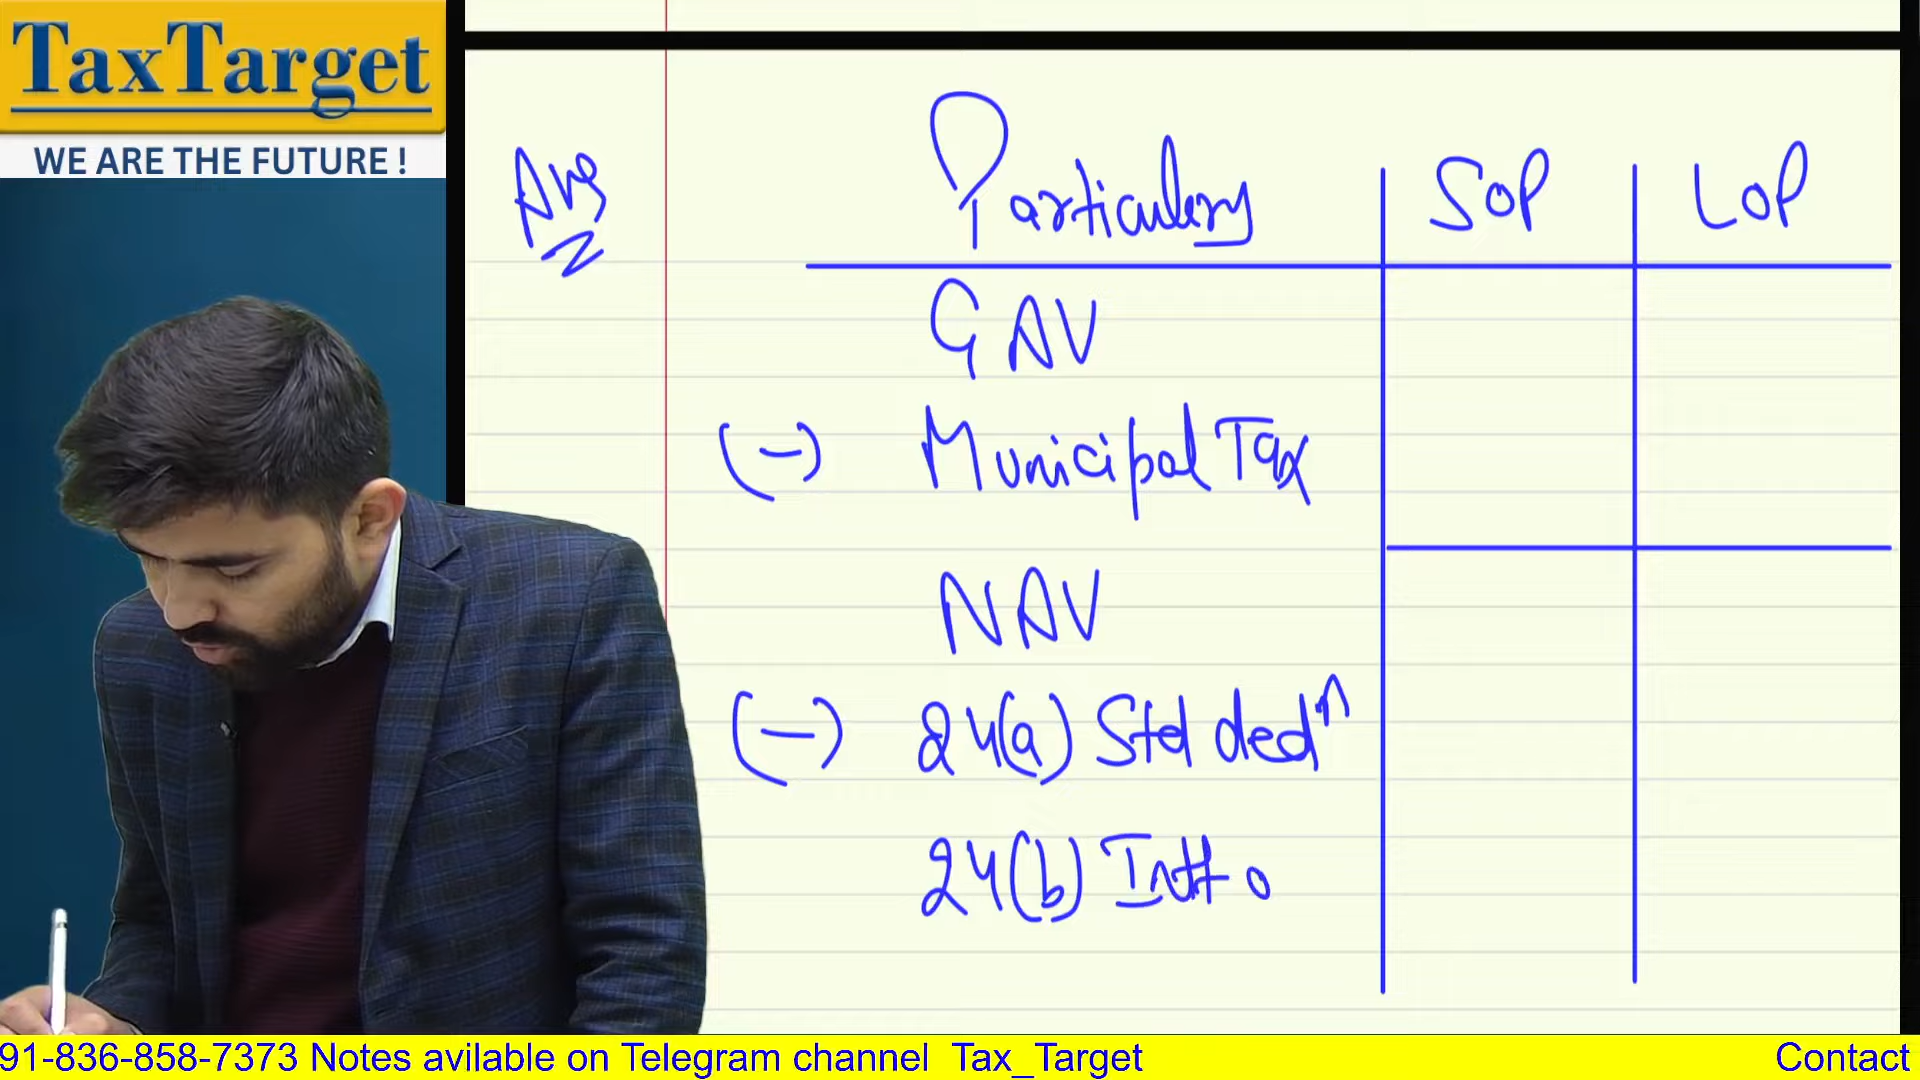 TaxTarget
WE ARE THE FUTURE !
Ans
Particulars SOP LOP
GAV
(-) Municipal Tax
NAV
(-) 24(a) Std dedⁿ
24(b) Intt o
91-836-858-7373 Notes avilable on Telegram channel Tax_Target Contact